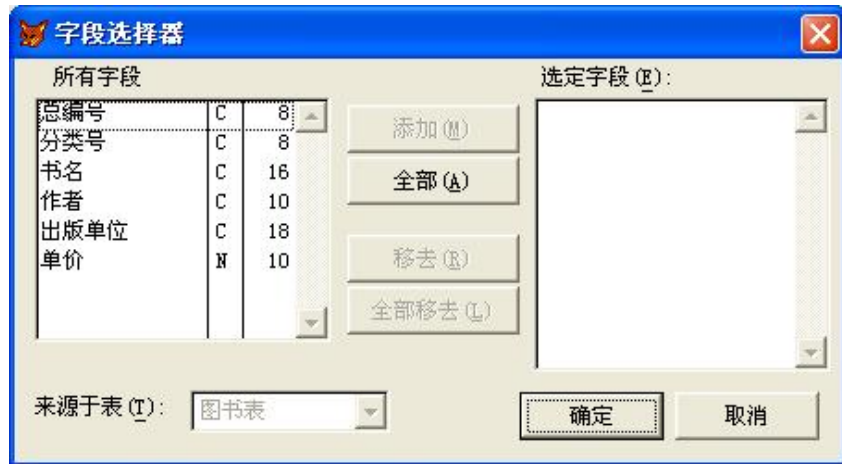 字段选择器
所有字段
选定字段(E):
总编号 C 8
分类号 C 8
书名 C 16
作者 C 10
出版单位 C 18
单价 N 10
添加(M)
全部(A)
移去(R)
全部移去(L)
来源于表(T): 图书表
确定 取消